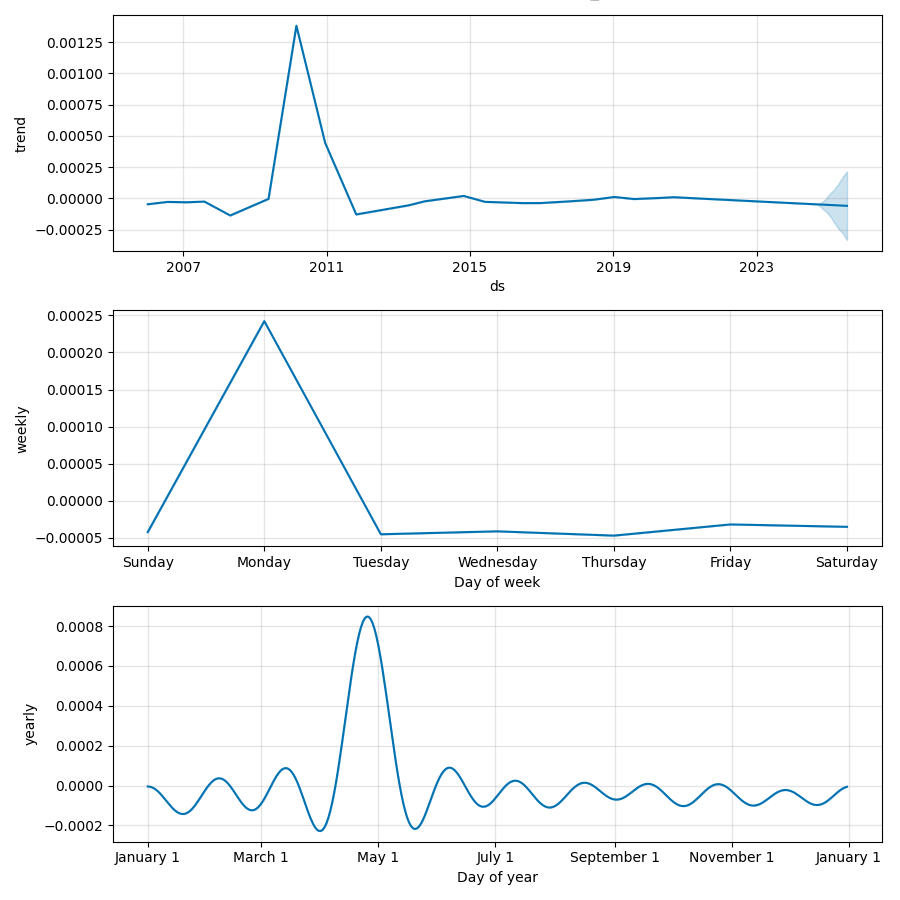 0.00125
0.00100
0.00075
0.00050
0.00025
0.00000
−0.00025
trend
2007 2011 2015 2019 2023
ds
0.00025
0.00020
0.00015
0.00010
0.00005
0.00000
−0.00005
weekly
Sunday Monday Tuesday Wednesday Thursday Friday Saturday
Day of week
0.0008
0.0006
0.0004
0.0002
0.0000
−0.0002
yearly
January 1 March 1 May 1 July 1 September 1 November 1 January 1
Day of year